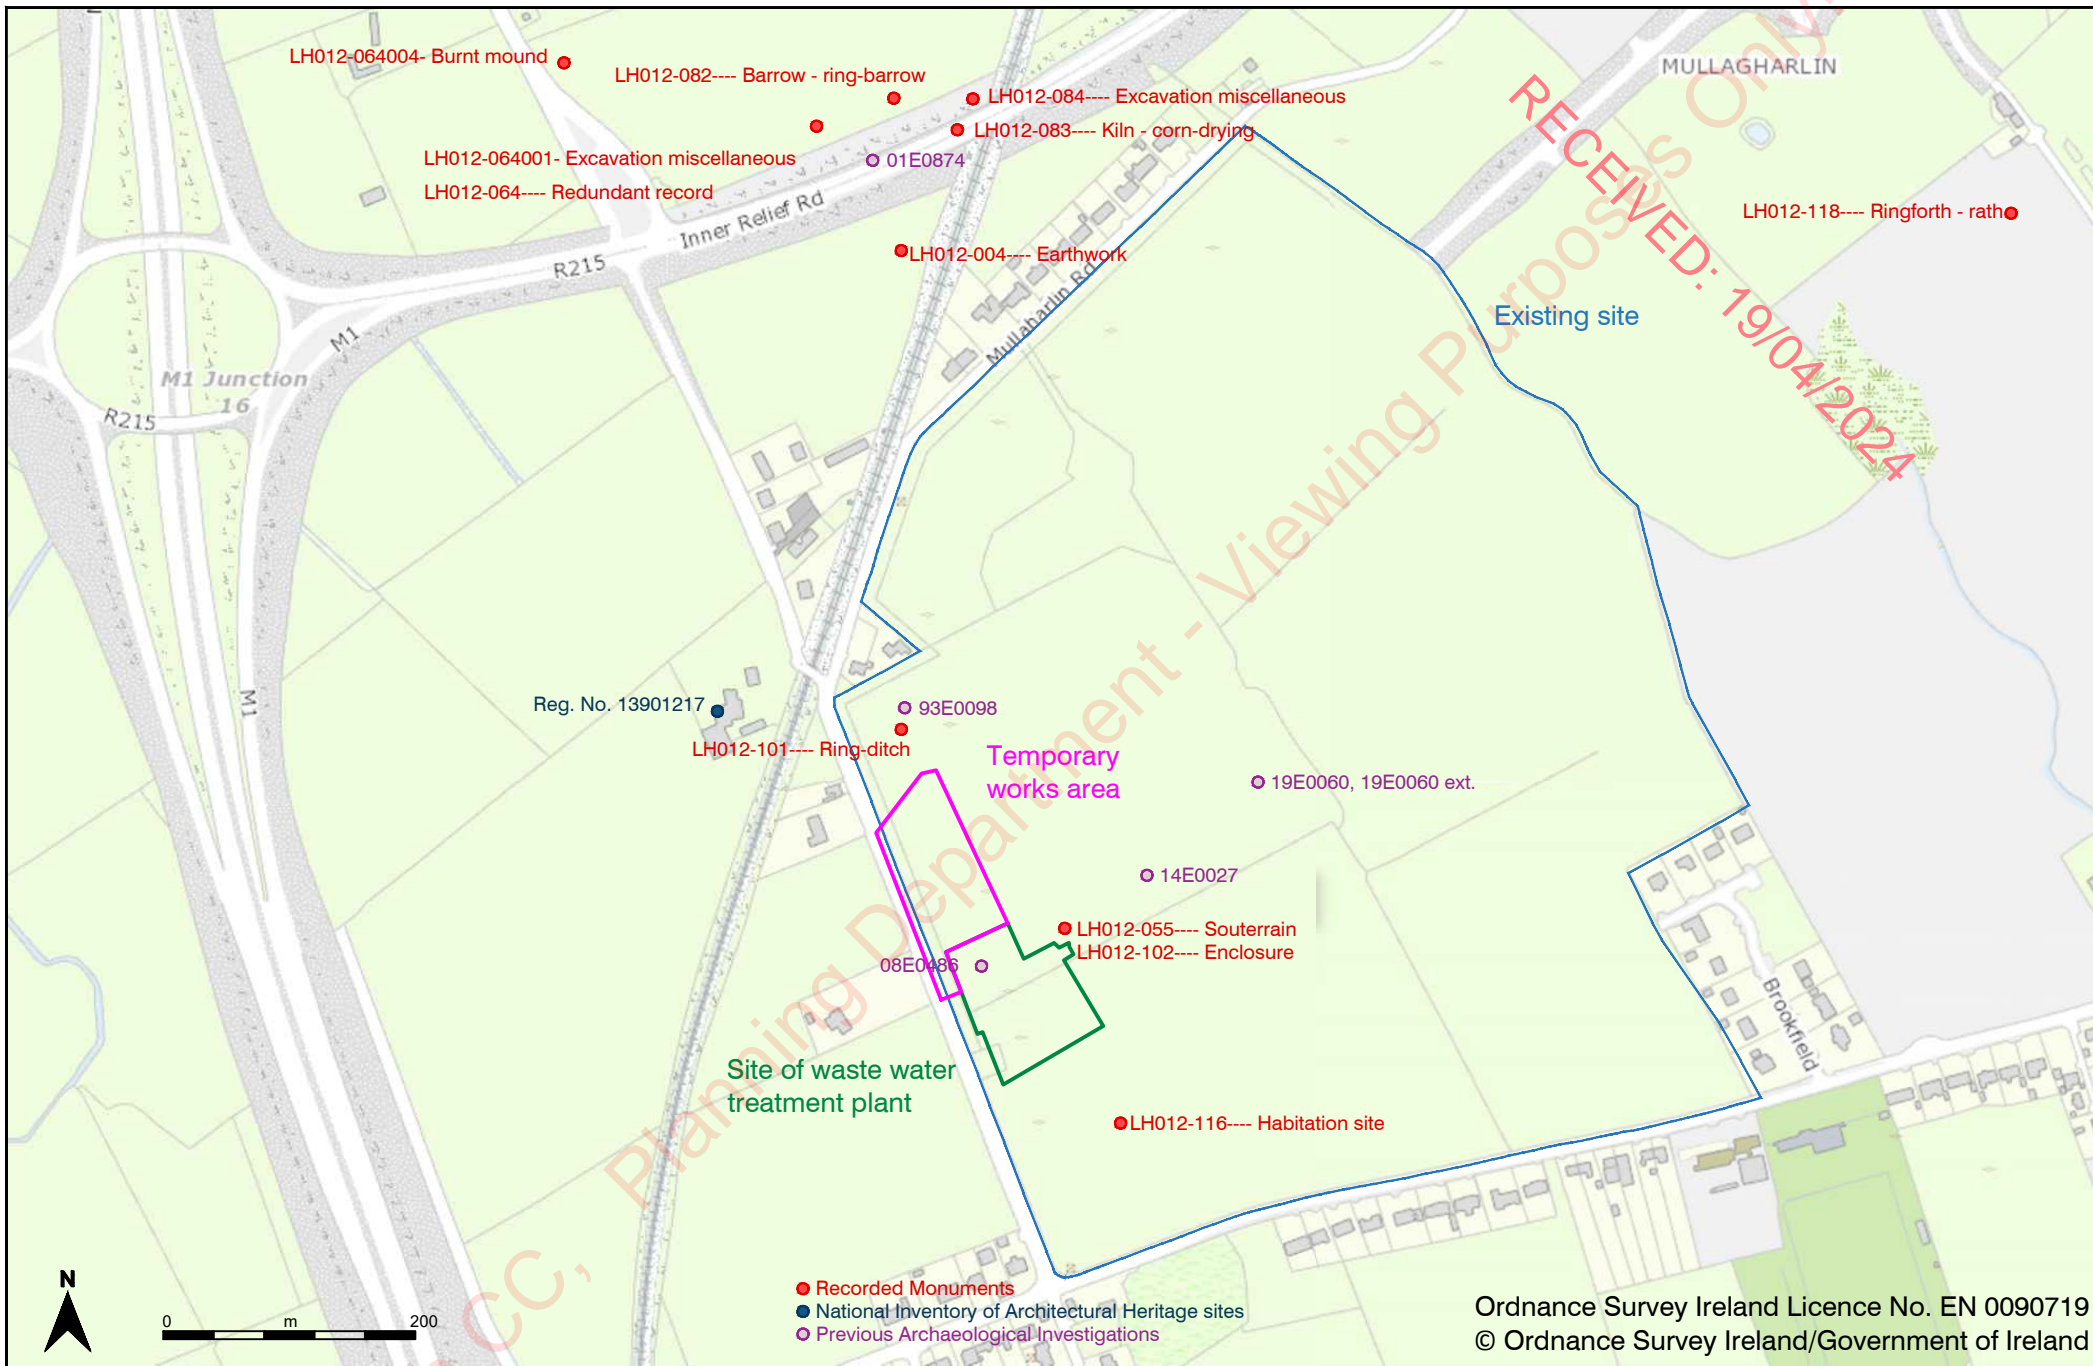 LH012-064004- Burnt mound
LH012-082---- Barrow - ring-barrow
LH012-084---- Excavation miscellaneous
LH012-083---- Kiln - corn-drying
LH012-064001- Excavation miscellaneous
01E0874
LH012-064---- Redundant record
Inner Relief Rd
R215
LH012-004---- Earthwork
Mullaharlin Rd
MULLAGHARLIN
RECEIVED: 19/04/2024
LH012-118---- Ringforth - rath
Existing site
M1
M1 Junction
16
R215
M1
Reg. No. 13901217
93E0098
LH012-101---- Ring-ditch
Temporary
works area
19E0060, 19E0060 ext.
14E0027
LH012-055---- Souterrain
LH012-102---- Enclosure
08E0486
Brookfield
Site of waste water
treatment plant
LH012-116---- Habitation site
CC, Planning Department - Viewing Purposes Only
N
0 m 200
Recorded Monuments
National Inventory of Architectural Heritage sites
Previous Archaeological Investigations
Ordnance Survey Ireland Licence No. EN 0090719
© Ordnance Survey Ireland/Government of Ireland